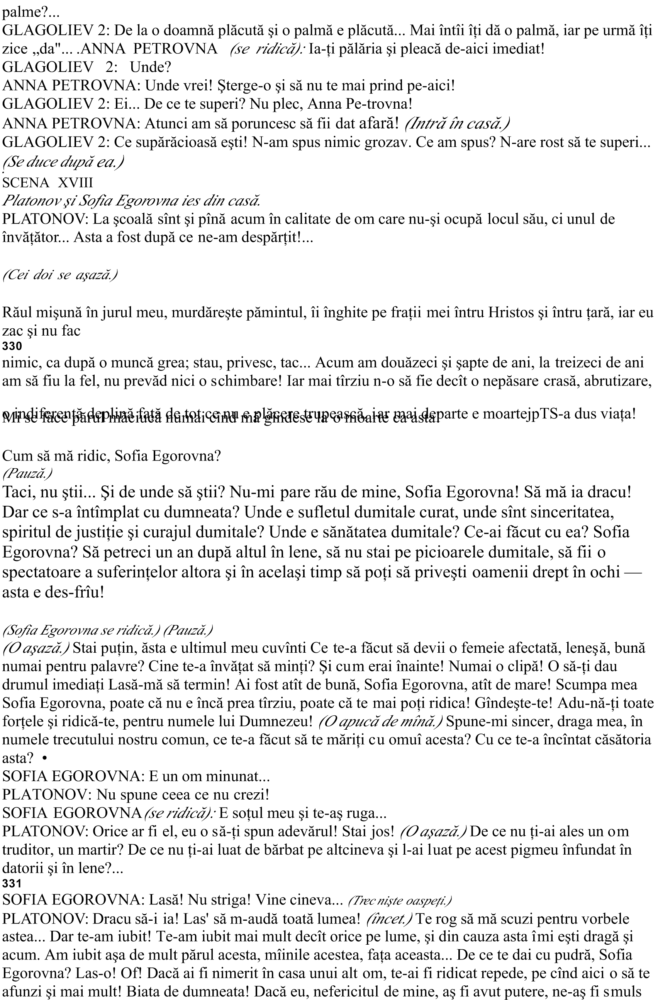 palme?...
GLAGOLIEV 2: De la o doamnă plăcută şi o palmă e plăcută... Mai întîi îți dă o palmă, iar pe urmă îți
zice „da"... .ANNA PETROVNA (se ridică): Ia-ți pălăria şi pleacă de-aici imediat!
GLAGOLIEV 2: Unde?
ANNA PETROVNA: Unde vrei! Şterge-o şi să nu te mai prind pe-aici!
GLAGOLIEV 2: Ei... De ce te superi? Nu plec, Anna Pe-trovna!
ANNA PETROVNA: Atunci am să poruncesc să fii dat afară! (Intră în casă.)
GLAGOLIEV 2: Ce supărăcioasă eşti! N-am spus nimic grozav. Ce am spus? N-are rost să te superi...
(Se duce după ea.)
.
SCENA XVIII
Platonov şi Sofia Egorovna ies din casă.
PLATONOV: La şcoală sînt şi pînă acum în calitate de om care nu-şi ocupă locul său, ci unul de
învățător... Asta a fost după ce ne-am despărțit!...
(Cei doi se aşază.)
Răul mişună în jurul meu, murdăreşte pămintul, îi înghite pe frații mei întru Hristos şi întru țară, iar eu
zac şi nu fac
330
nimic, ca după o muncă grea; stau, privesc, tac... Acum am douăzeci şi şapte de ani, la treizeci de ani
am să fiu la fel, nu prevăd nici o schimbare! Iar mai tîrziu n-o să fie decît o nepăsare crasă, abrutizare,
o indiferență deplină față de tot ce nu e plăcere trupească, iar mai departe e moartejpTS-a dus viața!
Mi se face părul măciucă numai cînd mă gîndesc la o moarte ca asta!
Cum să mă ridic, Sofia Egorovna?
(Pauză.)
Taci, nu ştii... Şi de unde să ştii? Nu-mi pare rău de mine, Sofia Egorovna! Să mă ia dracu!
Dar ce s-a întîmplat cu dumneata? Unde e sufletul dumitale curat, unde sînt sinceritatea,
spiritul de justiție şi curajul dumitale? Unde e sănătatea dumitale? Ce-ai făcut cu ea? Sofia
Egorovna? Să petreci un an după altul în lene, să nu stai pe picioarele dumitale, să fii o
spectatoare a suferințelor altora şi în acelaşi timp să poți să priveşti oamenii drept în ochi —
asta e des-frîu!
(Sofia Egorovna se ridică.) (Pauză.)
(O aşază.) Stai puțin, ăsta e ultimul meu cuvînti Ce te-a făcut să devii o femeie afectată, leneşă, bună
numai pentru palavre? Cine te-a învățat să minți? Şi cum erai înainte! Numai o clipă! O să-ți dau
drumul imediați Lasă-mă să termin! Ai fost atît de bună, Sofia Egorovna, atît de mare! Scumpa mea
Sofia Egorovna, poate că nu e încă prea tîrziu, poate că te mai poți ridica! Gîndeşte-te! Adu-nă-ți toate
forțele şi ridică-te, pentru numele lui Dumnezeu! (O apucă de mînă.) Spune-mi sincer, draga mea, în
numele trecutului nostru comun, ce te-a făcut să te măriți cu omuî acesta? Cu ce te-a încîntat căsătoria
asta? •
SOFIA EGOROVNA: E un om minunat...
PLATONOV: Nu spune ceea ce nu crezi!
SOFIA EGOROVNA (se ridică): E soțul meu şi te-aş ruga...
PLATONOV: Orice ar fi el, eu o să-ți spun adevărul! Stai jos! (O aşază.) De ce nu ți-ai ales un om
truditor, un martir? De ce nu ți-ai luat de bărbat pe altcineva şi l-ai luat pe acest pigmeu înfundat în
datorii şi în lene?...
331
SOFIA EGOROVNA: Lasă! Nu striga! Vine cineva... (Trec nişte oaspeți.)
PLATONOV: Dracu să-i ia! Las' să m-audă toată lumea! (încet.) Te rog să mă scuzi pentru vorbele
astea... Dar te-am iubit! Te-am iubit mai mult decît orice pe lume, şi din cauza asta îmi eşti dragă şi
acum. Am iubit aşa de mult părul acesta, mîinile acestea, fața aceasta... De ce te dai cu pudră, Sofia
Egorovna? Las-o! Of! Dacă ai fi nimerit în casa unui alt om, te-ai fi ridicat repede, pe cînd aici o să te
afunzi şi mai mult! Biata de dumneata! Dacă eu, nefericitul de mine, aş fi avut putere, ne-aş fi smuls